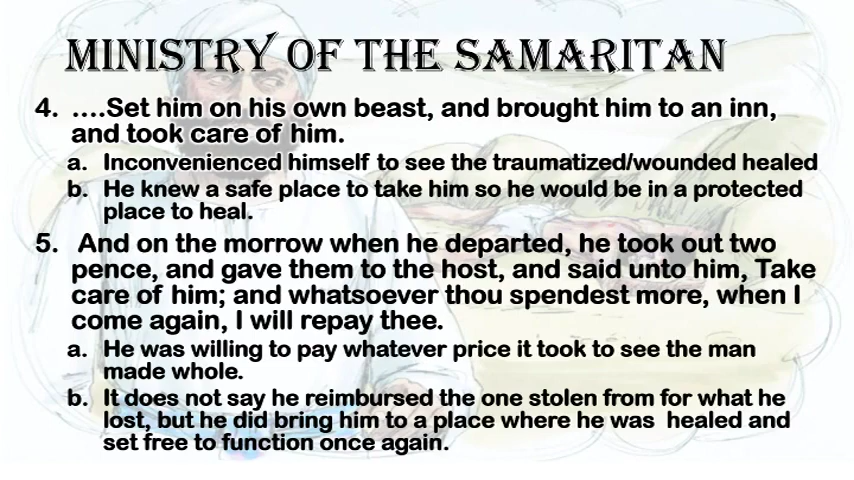 MINISTRY OF THE SAMARITAN
4. ....Set him on his own beast, and brought him to an inn,
and took care of him.
a. Inconvenienced himself to see the traumatized/wounded healed
b. He knew a safe place to take him so he would be in a protected
place to heal.
5. And on the morrow when he departed, he took out two
pence, and gave them to the host, and said unto him, Take
care of him; and whatsoever thou spendest more, when I
come again, I will repay thee.
a. He was willing to pay whatever price it took to see the man
made whole.
b. It does not say he reimbursed the one stolen from for what he
lost, but he did bring him to a place where he was healed and
set free to function once again.